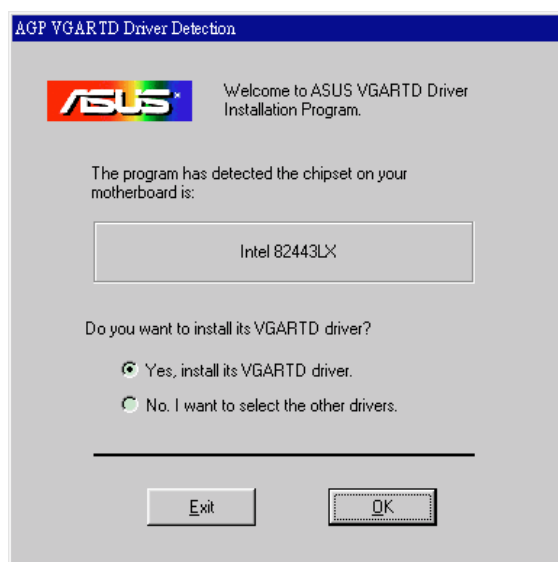 AGP VGARTD Driver Detection
ASUS
Welcome to ASUS VGARTD Driver
Installation Program.
The program has detected the chipset on your
motherboard is:
Intel 82443LX
Do you want to install its VGARTD driver?
Yes, install its VGARTD driver.
No. I want to select the other drivers.
Exit
OK